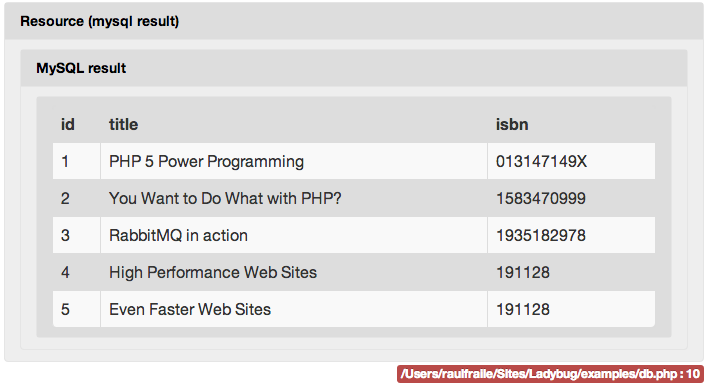 Resource (mysql result)
MySQL result
id title isbn
1 PHP 5 Power Programming 013147149X
2 You Want to Do What with PHP? 1583470999
3 RabbitMQ in action 1935182978
4 High Performance Web Sites 191128
5 Even Faster Web Sites 191128
/Users/raulfraile/Sites/Ladybug/examples/db.php : 10